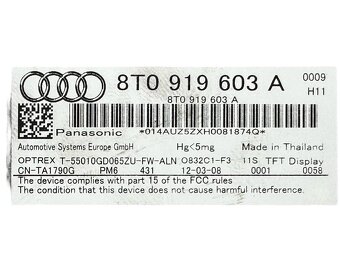 8T0 919 603 A
0009
H11
8T0 919 603 A
Panasonic
*014AUZ5ZXH0081874Q*
Automotive Systems Europe GmbH
Hg<5mg
Made in Thailand
OPTREX T-55010GD065ZU-FW-ALN O832C1-F3 11S TFT Display
CN-TA1790G PM6 431 12-03-08 0001 0058
The device complies with part 15 of the FCC rules
The condition that this device does not cause harmful interference.